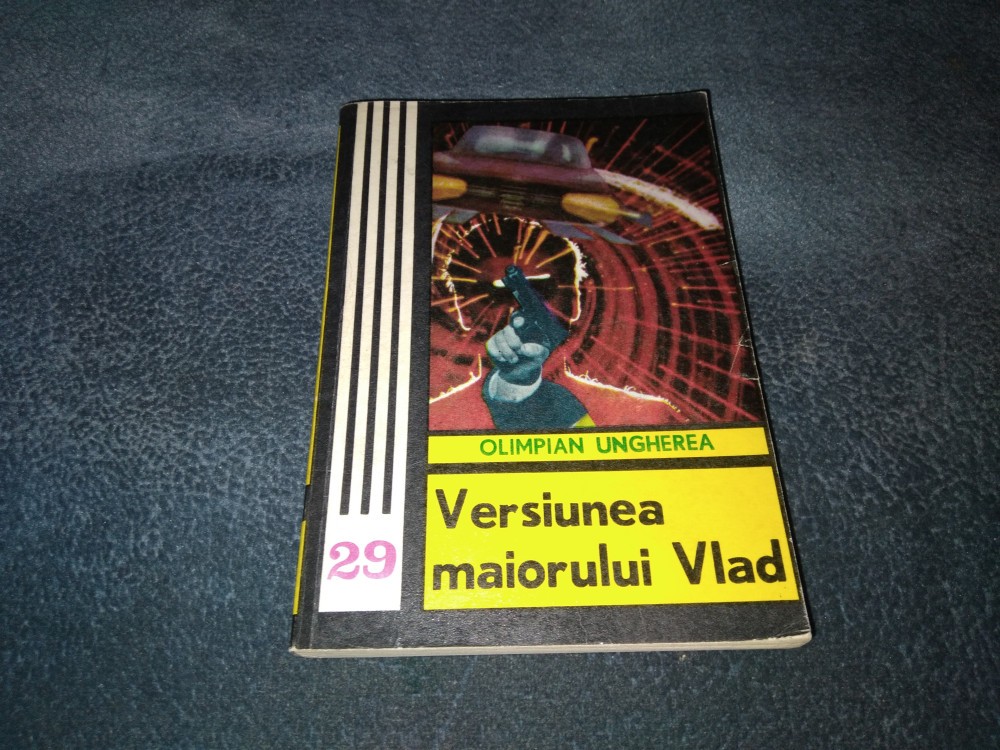 OLIMPIAN UNGHEREA
Versiunea
maiorului Vlad
29